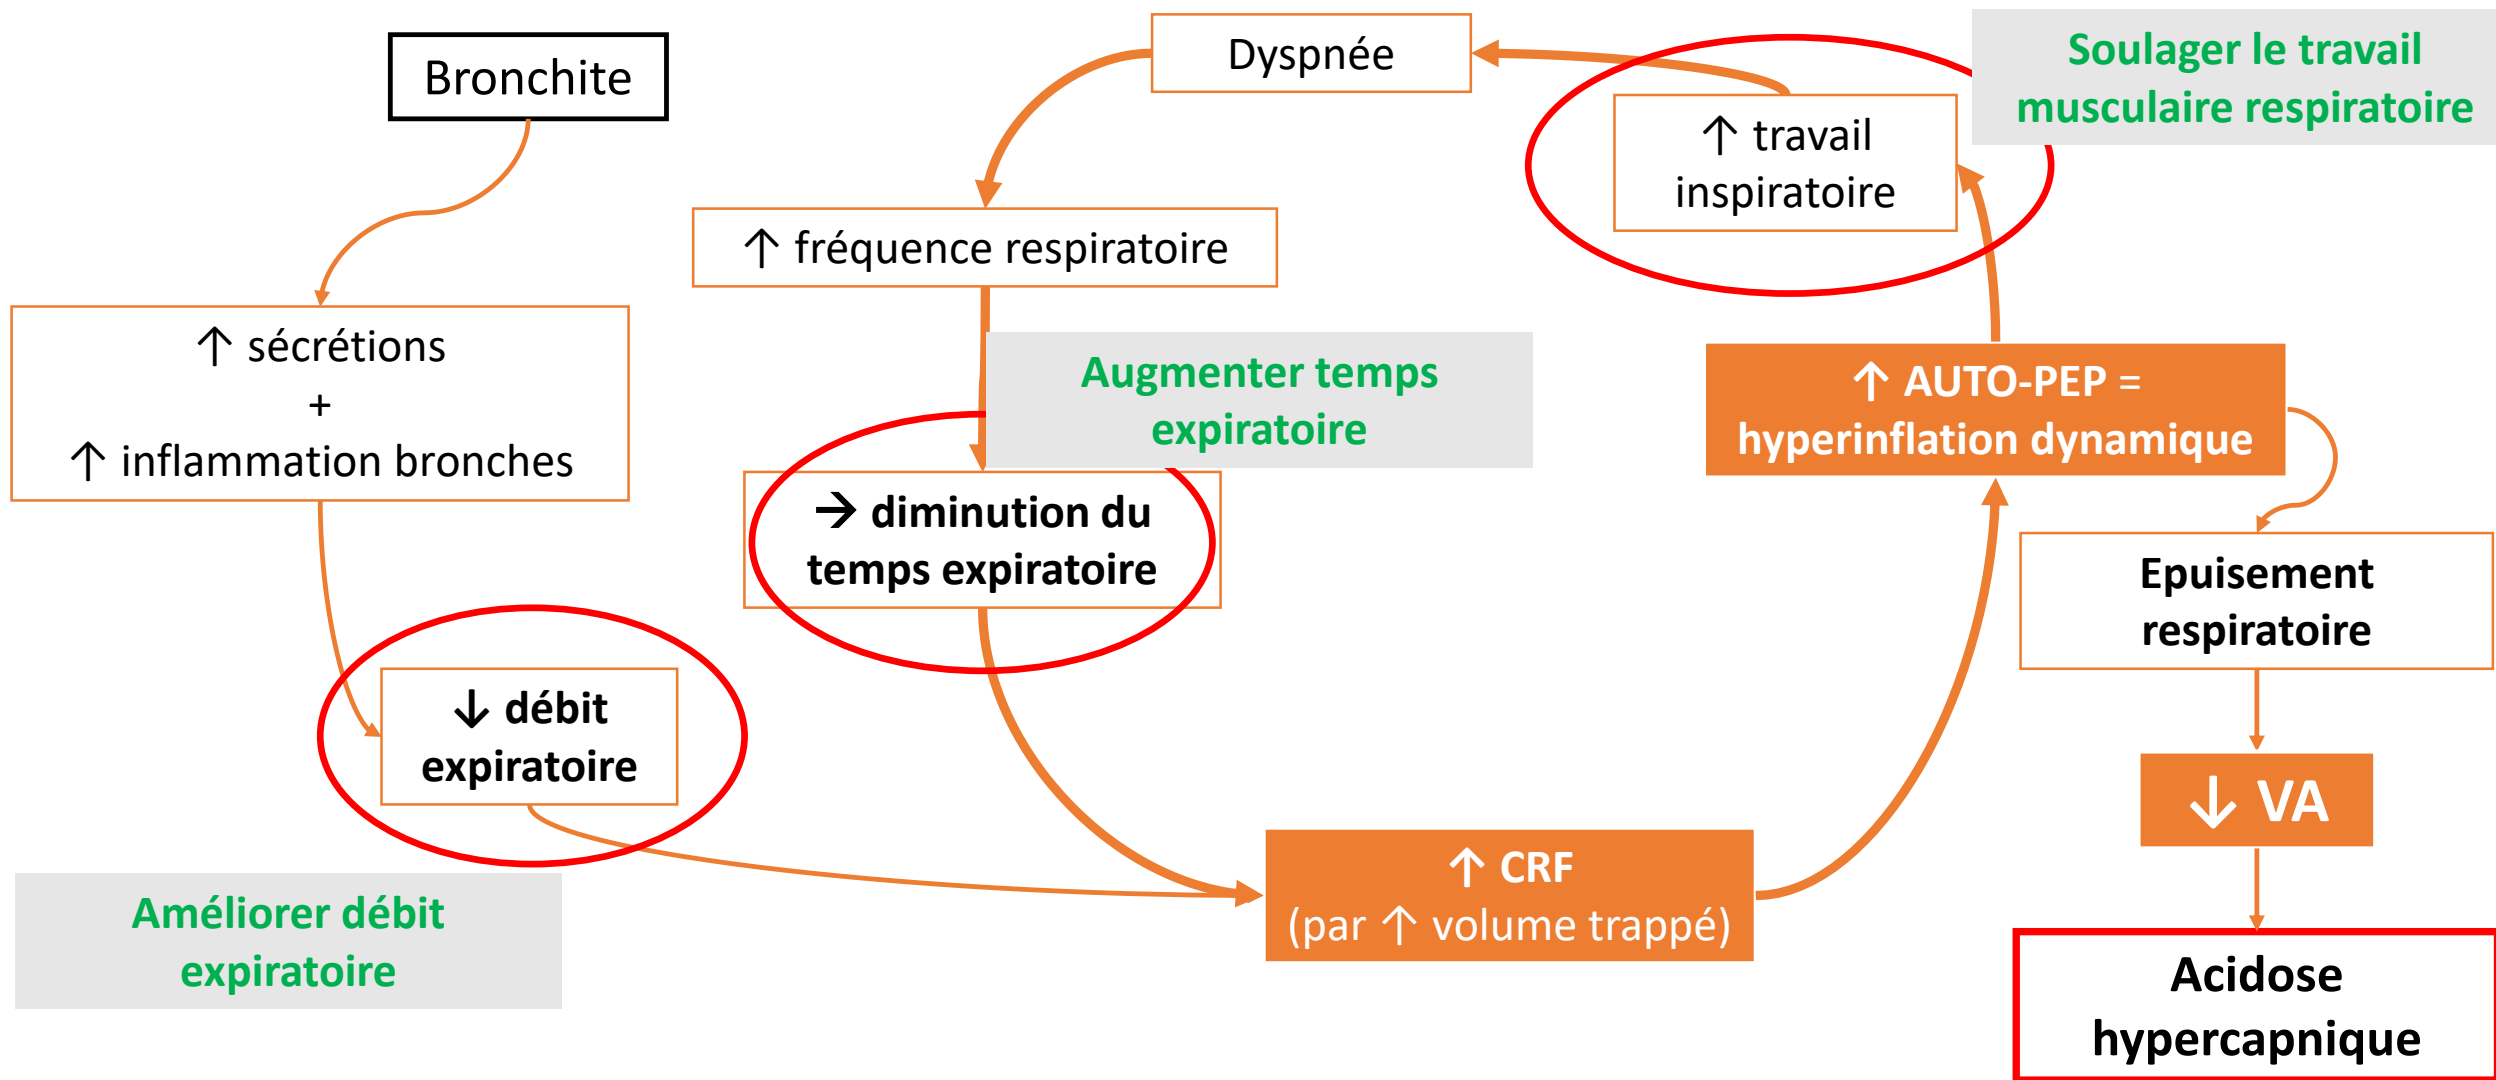 Bronchite
Dyspnée
Soulager le travail
musculaire respiratoire
↑ travail
inspiratoire
↑ fréquence respiratoire
↑ sécrétions
+
↑ inflammation bronches
Augmenter temps
expiratoire
↑ AUTO-PEP =
hyperinflation dynamique
→ diminution du
temps expiratoire
Epuisement
respiratoire
↓ débit
expiratoire
↓ VA
↑ CRF
(par ↑ volume trappé)
Améliorer débit
expiratoire
Acidose
hypercapnique